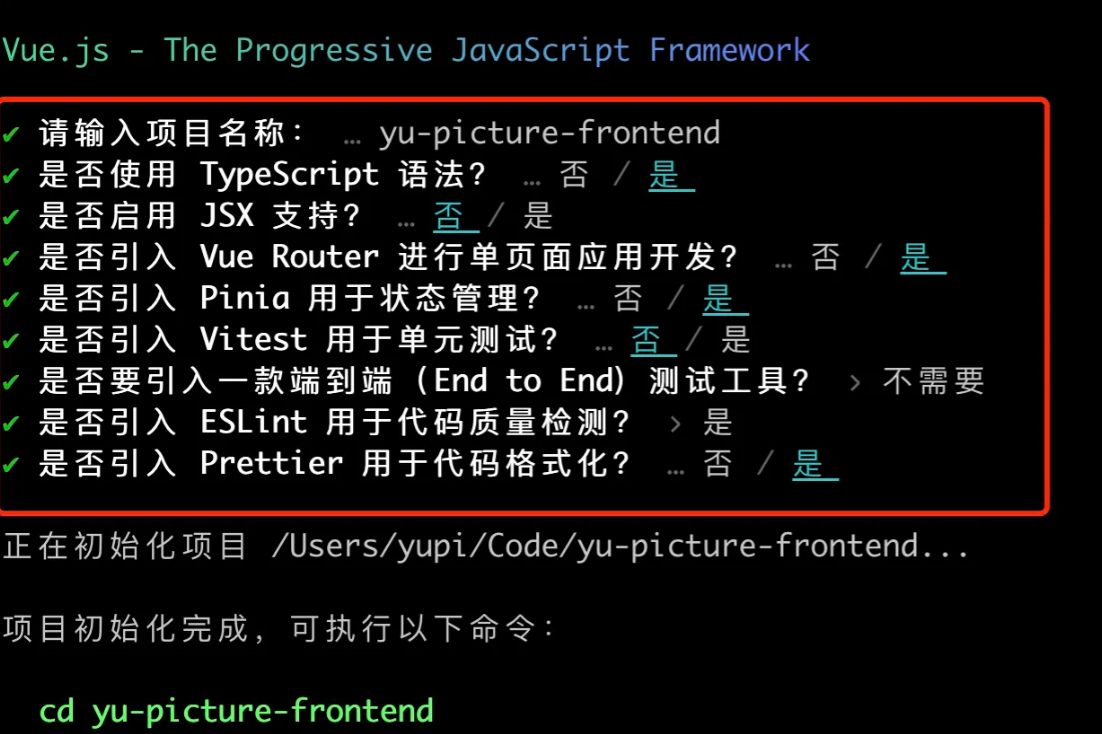 Vue.js - The Progressive JavaScript Framework
✔ 请输入项目名称: … yu-picture-frontend
✔ 是否使用 TypeScript 语法? … 否 / 是
✔ 是否启用 JSX 支持? … 否 / 是
✔ 是否引入 Vue Router 进行单页面应用开发? … 否 / 是
✔ 是否引入 Pinia 用于状态管理? … 否 / 是
✔ 是否引入 Vitest 用于单元测试? … 否 / 是
✔ 是否要引入一款端到端 (End to End) 测试工具? › 不需要
✔ 是否引入 ESLint 用于代码质量检测? › 是
✔ 是否引入 Prettier 用于代码格式化? … 否 / 是
正在初始化项目 /Users/yupi/Code/yu-picture-frontend...
项目初始化完成,可执行以下命令:
cd yu-picture-frontend